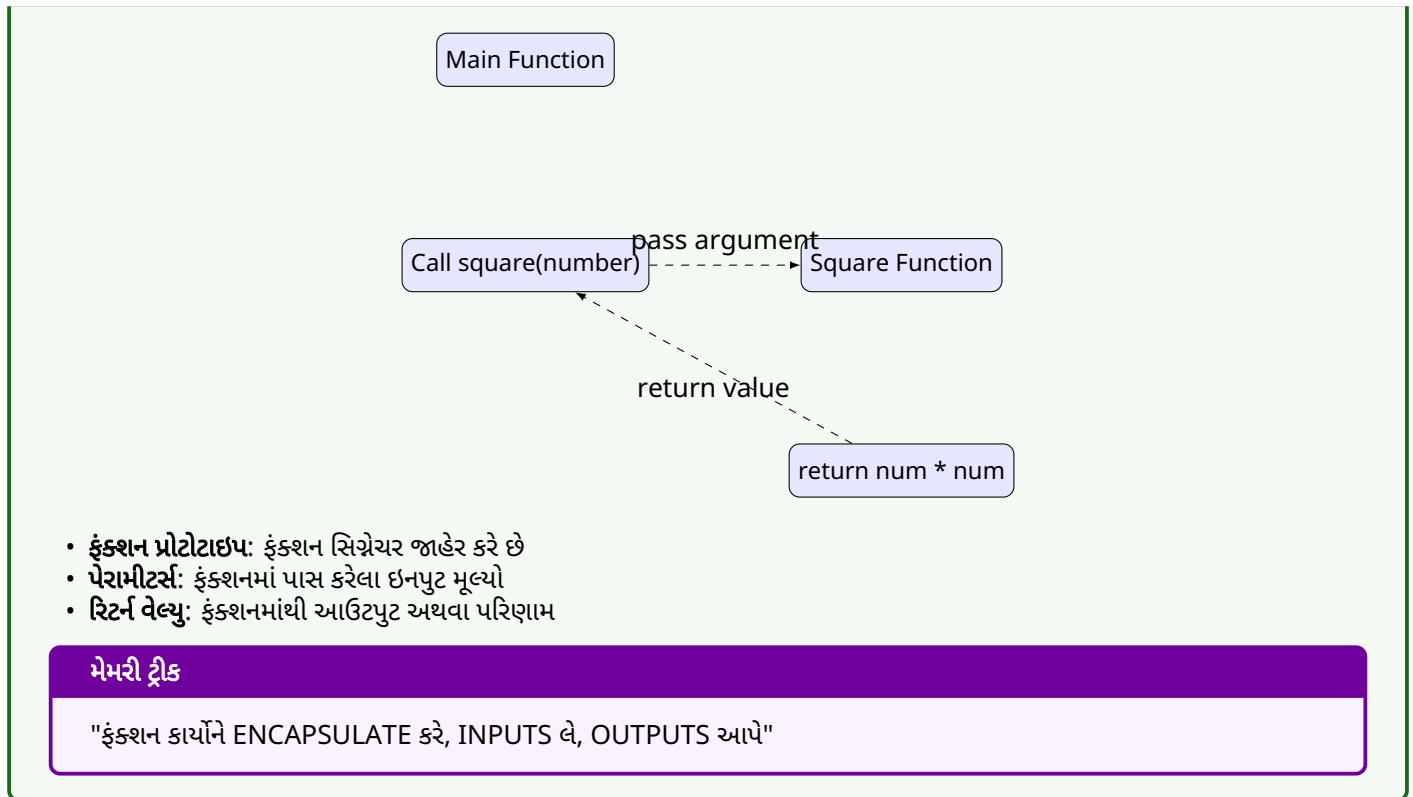 Main Function
pass argument
Call square(number)
Square Function
return value
return num * num
• ફંક્શન પ્રોટોટાઇપ: ફંક્શન સિગ્નેચર જાહેર કરે છે
• પેરામીટર્સ: ફંક્શનમાં પાસ કરેલા ઇનપુટ મૂલ્યો
• રિટર્ન વેલ્યુ: ફંક્શનમાંથી આઉટપુટ અથવા પરિણામ
મેમરી ટ્રીક
"ફંક્શન કાર્યોને ENCAPSULATE કરે, INPUTS લે, OUTPUTS આપે"